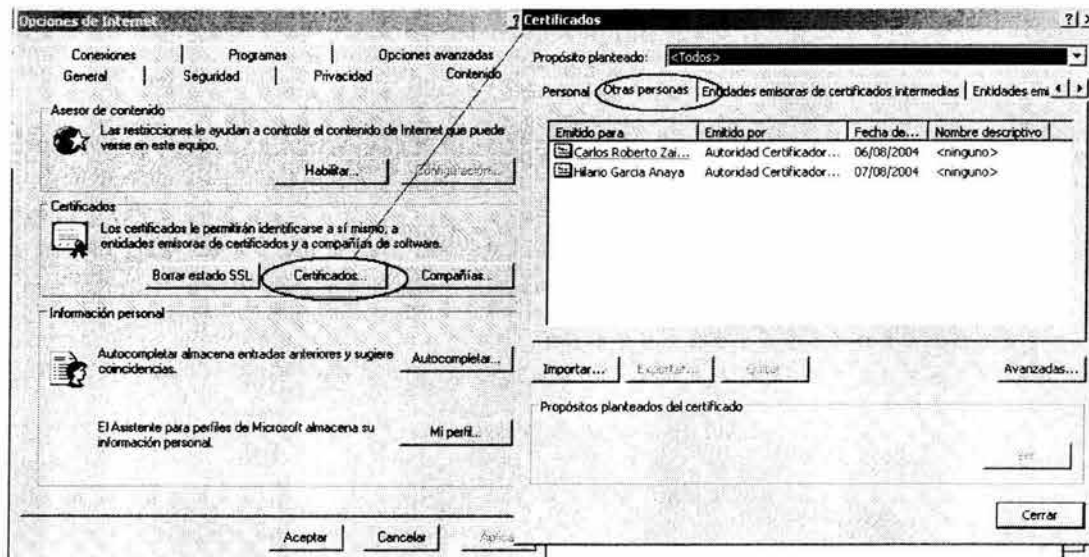 Opciones de Internet
Conexiones Programas Opciones avanzadas
General Seguridad Privacidad Contenido
Asesor de contenido
Las restricciones le ayudan a controlar el contenido de Internet que puede
verse en este equipo.
Habilitar... Configuración...
Certificados
Los certificados le permitirán identificarse a sí mismo, a
entidades emisoras de certificados y a compañías de software.
Borrar estado SSL Certificados... Compañías...
Información personal
Autocompletar almacena entradas anteriores y sugiere
coincidencias.
Autocompletar...
El Asistente para perfiles de Microsoft almacena su
información personal.
Mi perfil...
Aceptar Cancelar Aplica
Certificados
Propósito planteado: <Todos>
Personal Otras personas Entidades emisoras de certificados intermedias Entidades emi
Emitido para Emitido por Fecha de... Nombre descriptivo
Carlos Roberto Zai... Autoridad Certificador... 06/08/2004 <ninguno>
Hilario Garcia Anaya Autoridad Certificador... 07/08/2004 <ninguno>
Importar... Exportar... Quitar Avanzadas...
Propósitos planteados del certificado
Cerrar